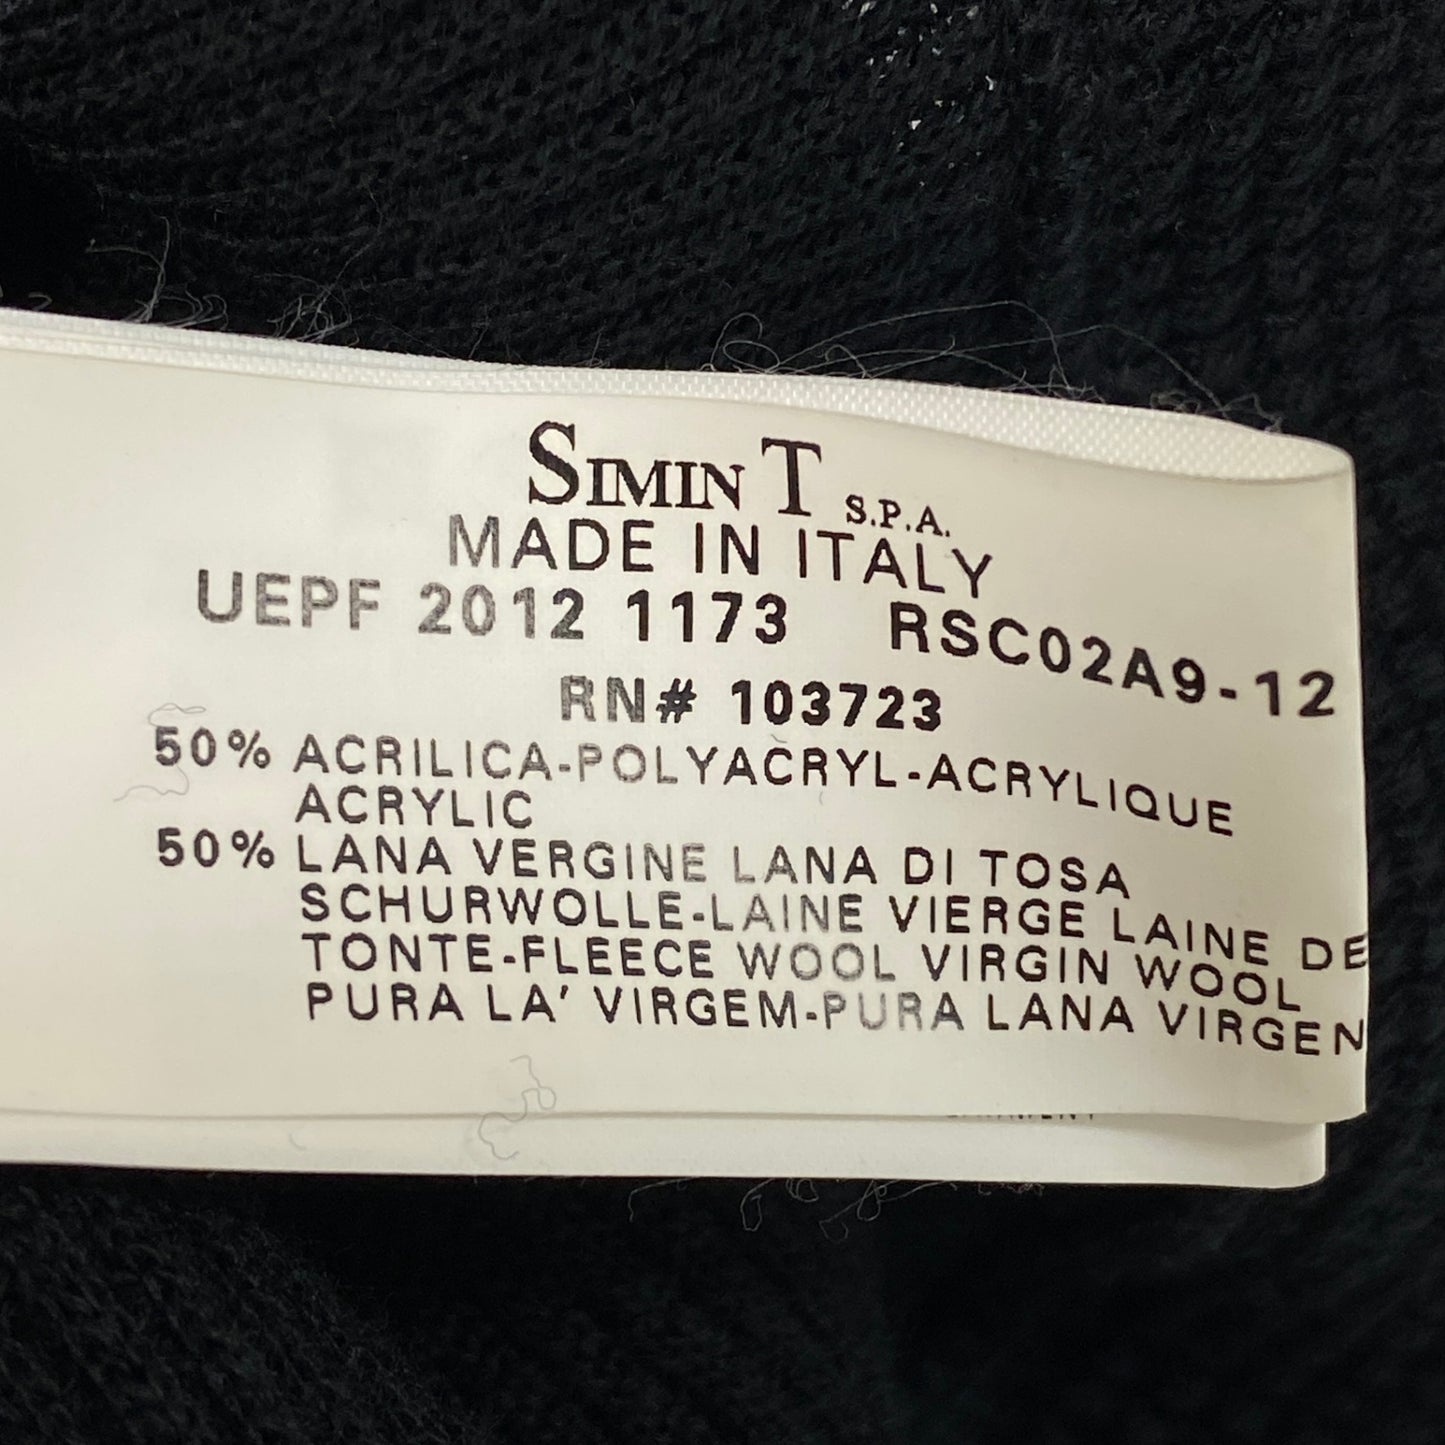 SIMIN T S.P.A.
MADE IN ITALY
UEPF 2012 1173 RSC02A9-12
RN# 103723
50% ACRILICA-POLYACRYL-ACRYLIQUE
ACRYLIC
50% LANA VERGINE LANA DI TOSA
SCHURWOLLE-LAINE VIERGE LAINE DE
TONTE-FLEECE WOOL VIRGIN WOOL
PURA LA' VIRGEM-PURA LANA VIRGEN